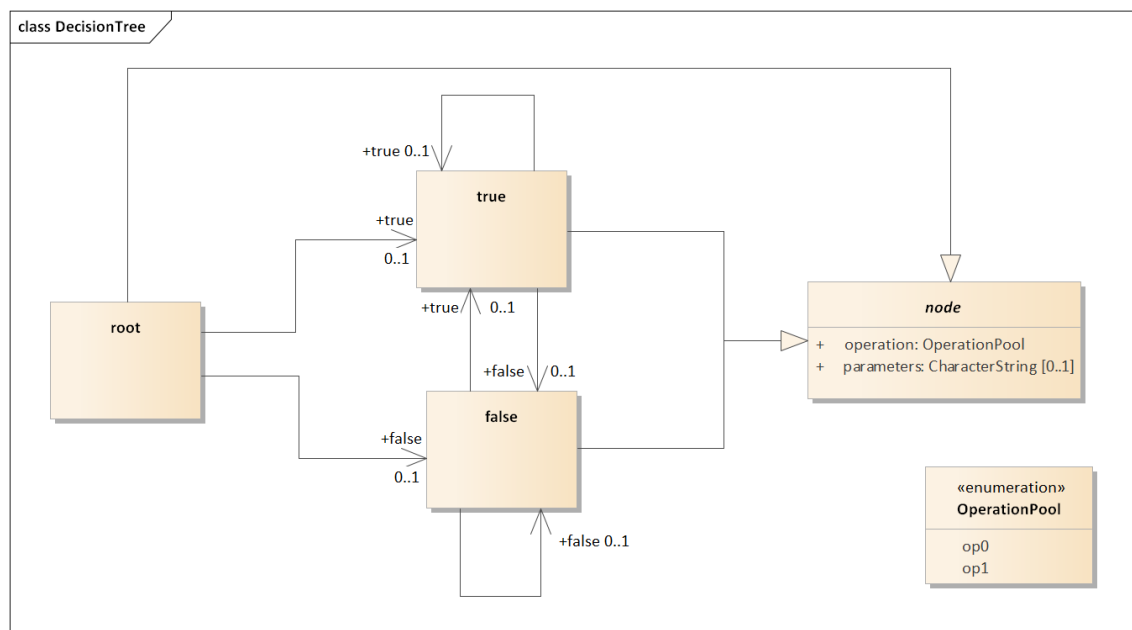 class DecisionTree
+true 0..1
true
+true
0..1
root
+true
0..1
+false
0..1
false
+false
0..1
+false 0..1
node
+ operation: OperationPool
+ parameters: CharacterString [0..1]
«enumeration»
OperationPool
op0
op1